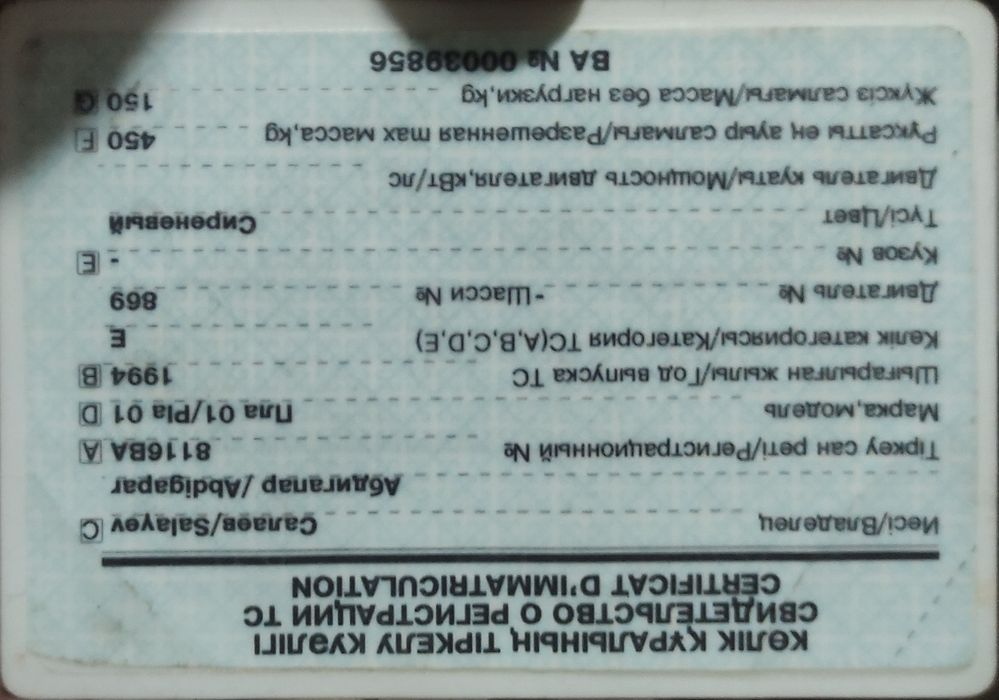 КӨЛІК ҚҰРАЛЫНЫҢ ТІРКЕЛУ КУӘЛІГІ
СВИДЕТЕЛЬСТВО О РЕГИСТРАЦИИ ТС
CERTIFICAT D'IMMATRICULATION
Иесі/Владелец Салаев/Salayev C
Абдигапар /Abdigapar
Тіркеу сан реті/Регистрационный № 8116BA A
Марка,модель Пла 01/Pla 01 D
Шығарылған жылы/Год выпуска ТС 1994 B
Көлік категориясы/Категория ТС(A,B,C,D,E) E
Двигатель № -Шасси № 869
Кузов № - E
Түсі/Цвет Сиреневый
Двигатель қуаты/Мощность двигателя,кВт/лс
Рұқсатты ең ауыр салмағы/Разрешенная max масса,kg 450 F
Жүксіз салмағы/Масса без нагрузки,kg 150 G
BA № 00039856